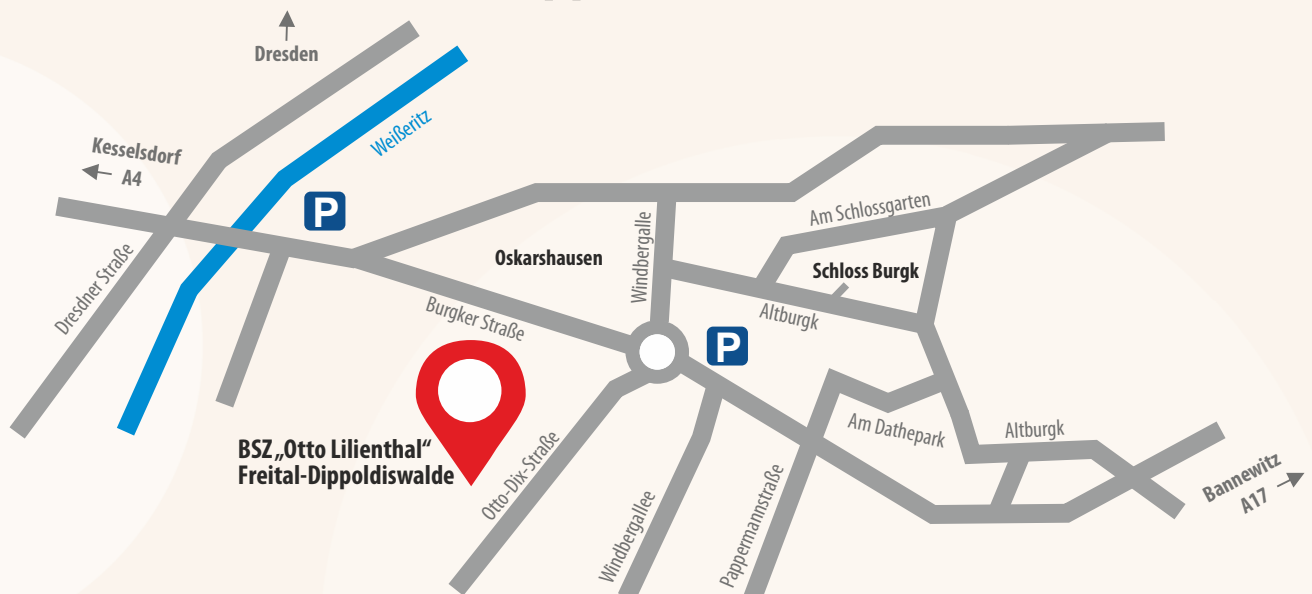 Dresden
Weißeritz
Kesselsdorf
A4
P
Am Schlossgarten
Windbergalle
Oskarshausen
Schloss Burgk
Dresdner Straße
Burgker Straße
Altburgk
P
BSZ „Otto Lilienthal“
Freital-Dippoldiswalde
Am Dathepark
Altburgk
Otto-Dix-Straße
Windbergallee
Pappermannstraße
Bannewitz
A17